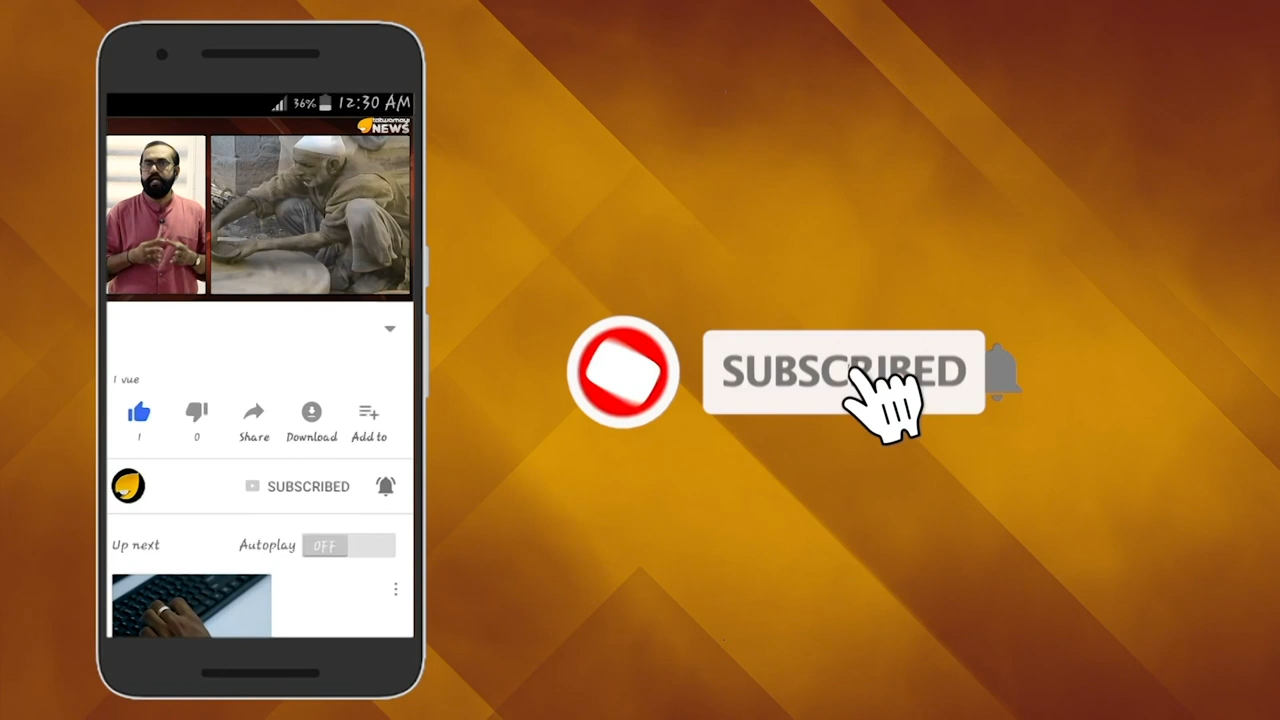 36% 12:30 AM
tatwamayi
NEWS
1 vue
1 0 Share Download Add to
SUBSCRIBED
Up next Autoplay OFF
SUBSCRIBED